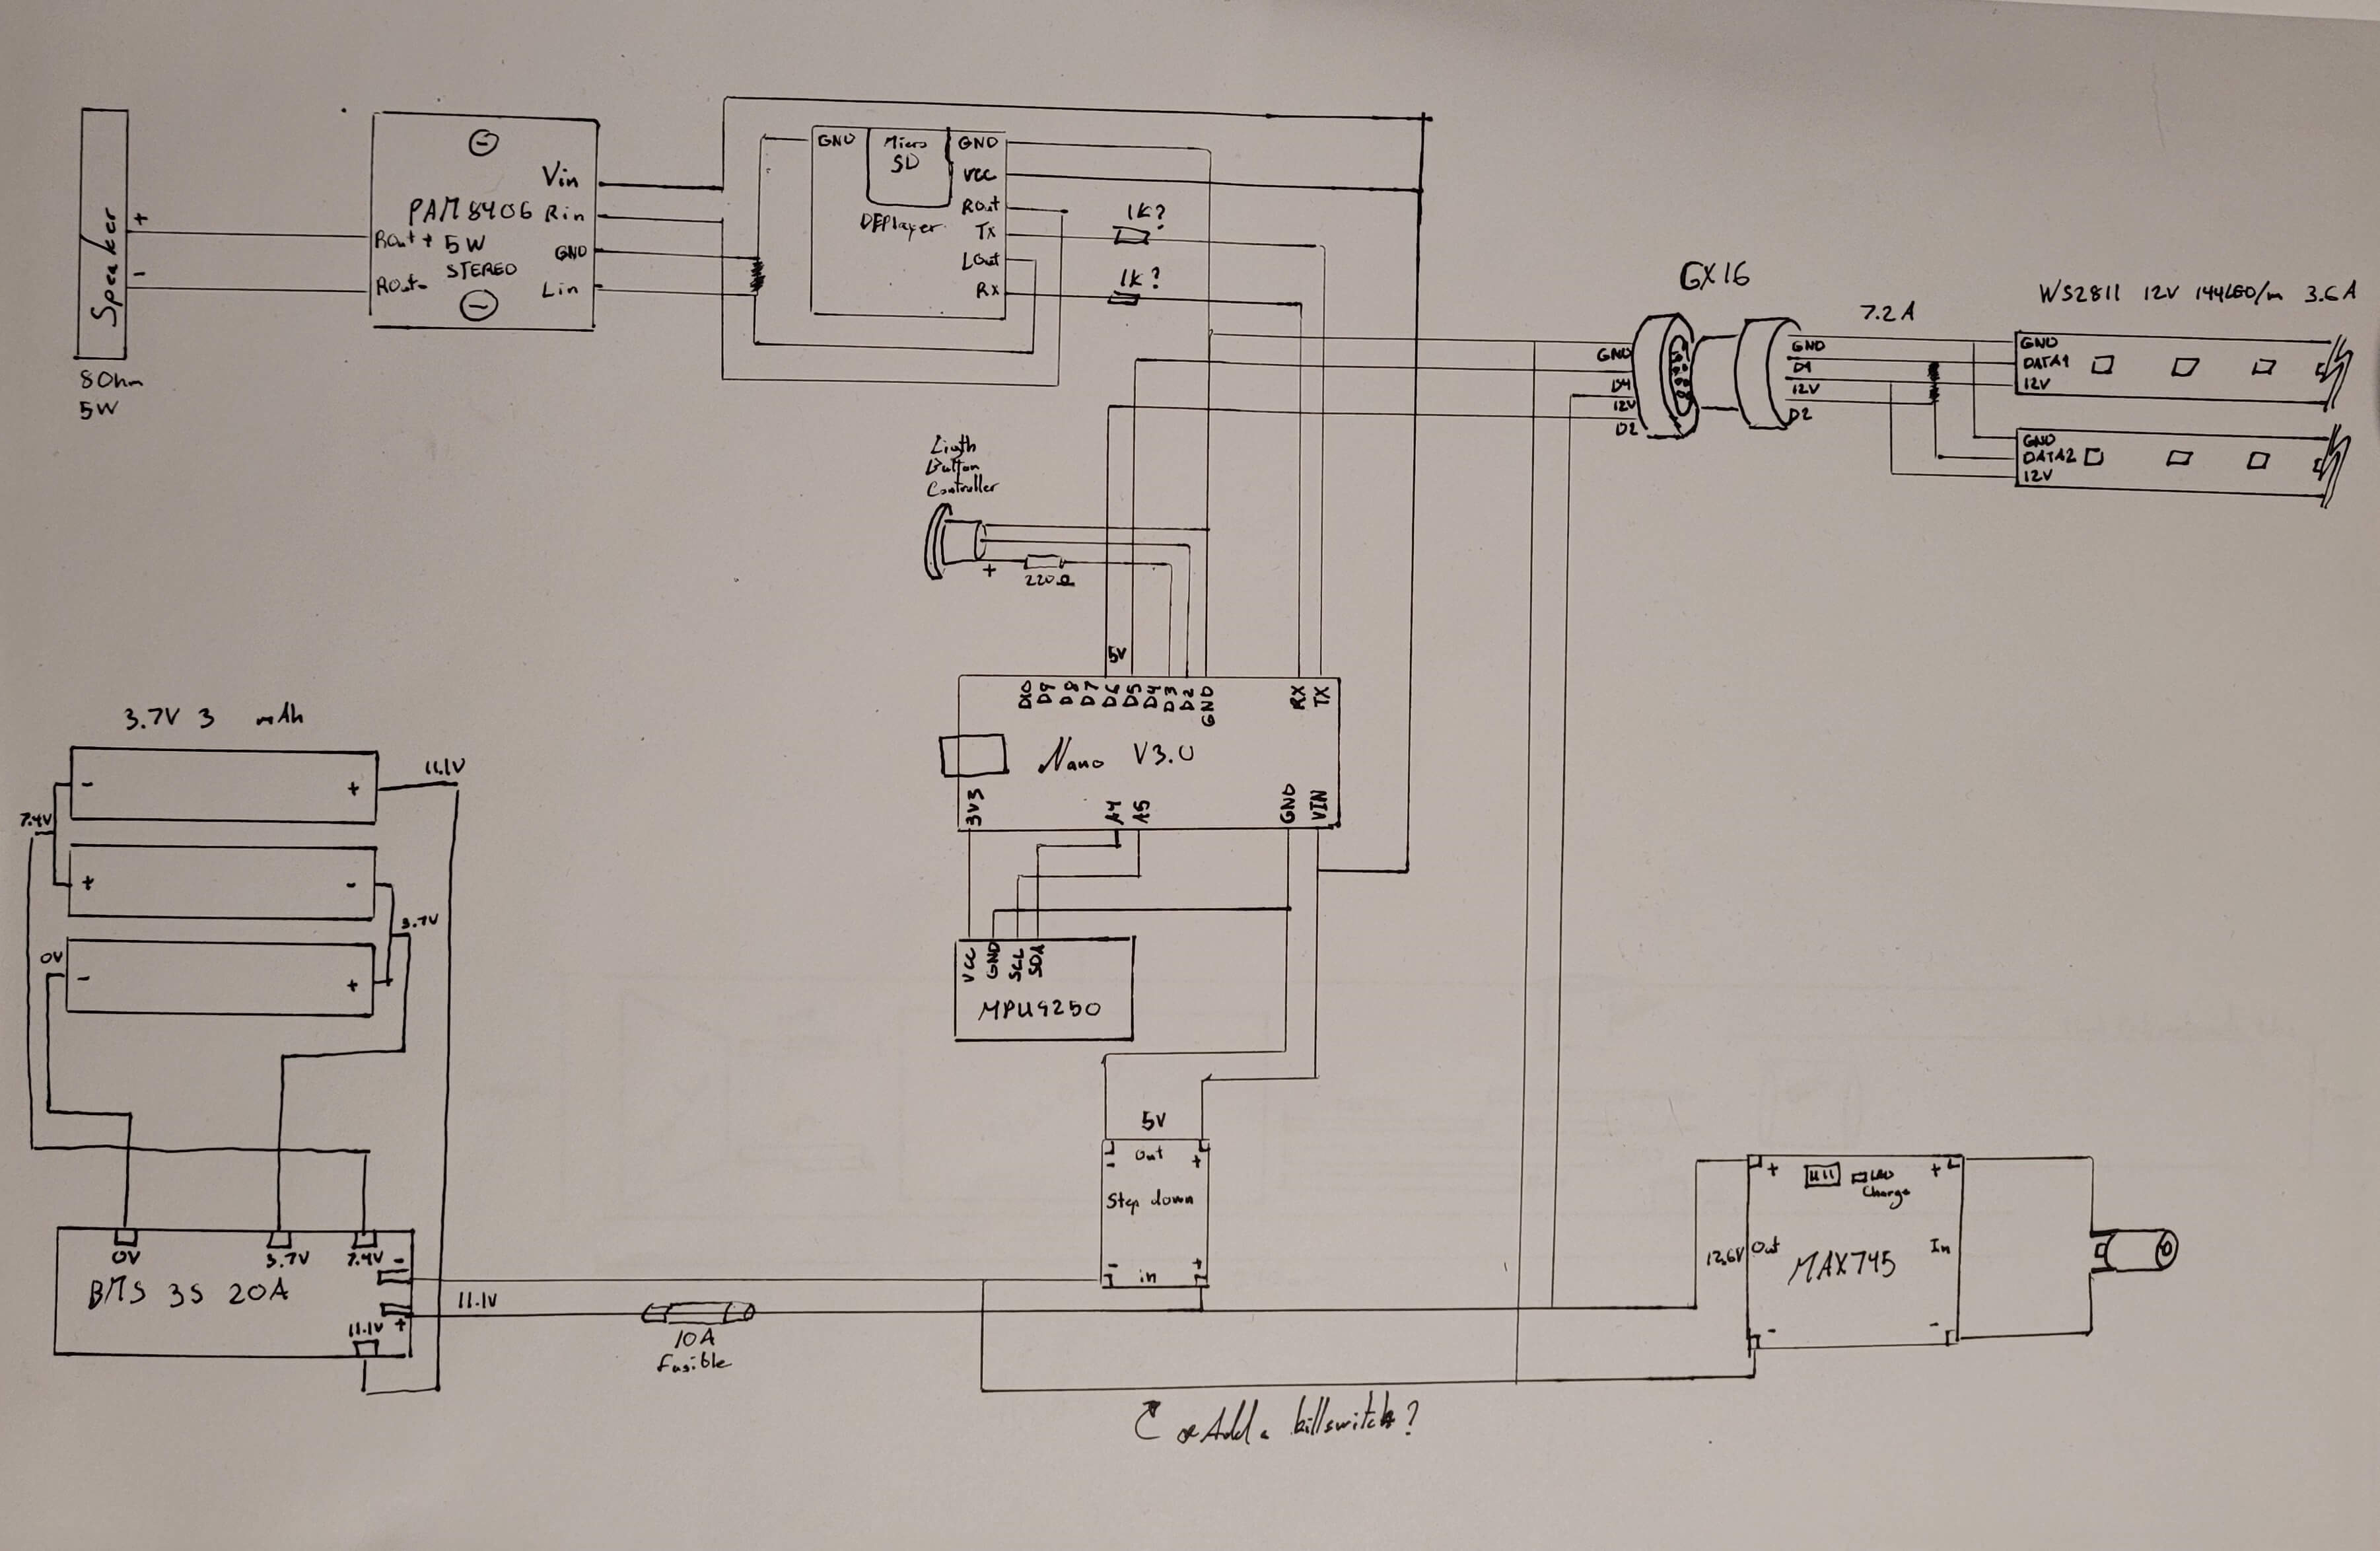 Speaker
+
-
8Ohm
5W
Vin
PAM8406
Rin
ROut+
5W
GND
STEREO
ROut-
Lin
GND
Micro
SD
GND
VCC
ROut
DFPlayer
Tx
LOut
Rx
1K?
1K?
GX16
GND
D1
12V
D2
GND
D1
12V
D2
7.2A
WS2811 12V 144LED/m 3.6A
GND
DATA1
12V
GND
DATA2
12V
Ligth
Button
Controller
+
220Ω
5V
D10
D9
D8
D7
D6
D5
D4
D3
D2
GND
RX
TX
Nano V3.0
3V3
A4
A5
GND
VIN
VCC
GND
SCL
SDA
MPU9250
3.7V 3 mAh
11.1V
-
+
7.4V
+
-
3.7V
0V
-
+
0V
3.7V
7.4V
-
BMS 3S 20A
11.1V
+
11.1V
10A
Fusible
5V
Out
-
+
Step down
-
+
in
+
LED
Charge
+
12.6V
Out
In
MAX745
-
-
Add a killswitch?